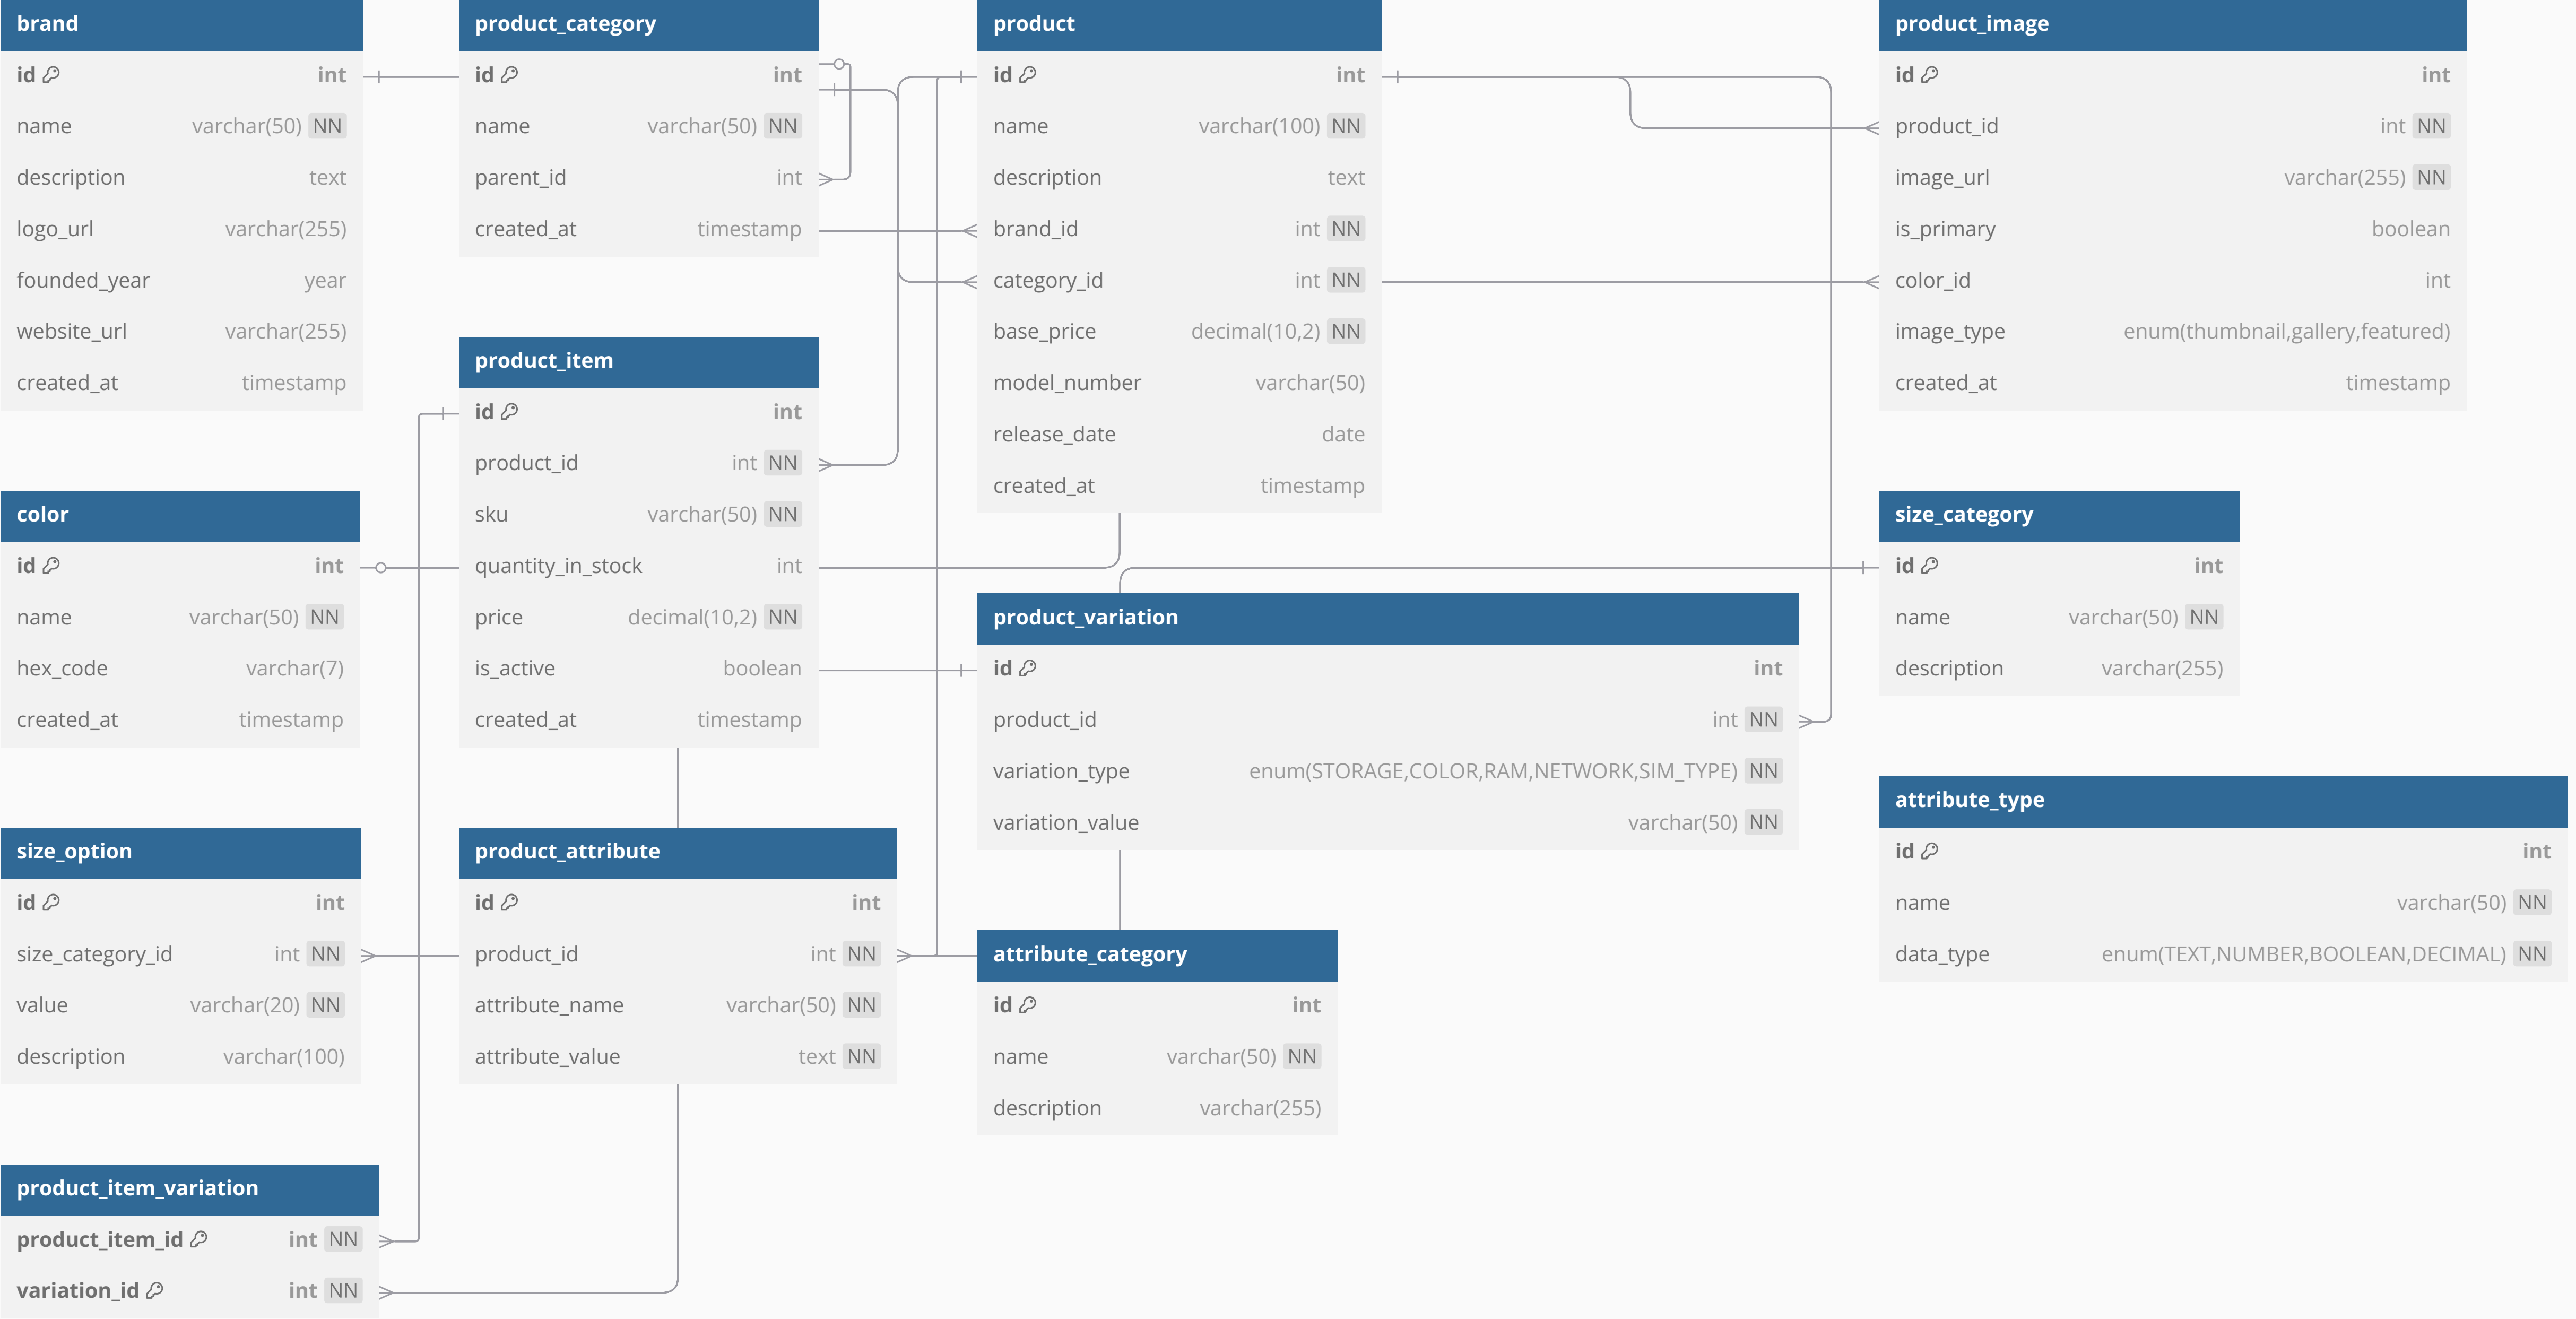 brand
id int
name varchar(50) NN
description text
logo_url varchar(255)
founded_year year
website_url varchar(255)
created_at timestamp
product_category
id int
name varchar(50) NN
parent_id int
created_at timestamp
product
id int
name varchar(100) NN
description text
brand_id int NN
category_id int NN
base_price decimal(10,2) NN
model_number varchar(50)
release_date date
created_at timestamp
product_image
id int
product_id int NN
image_url varchar(255) NN
is_primary boolean
color_id int
image_type enum(thumbnail,gallery,featured)
created_at timestamp
product_item
id int
product_id int NN
sku varchar(50) NN
quantity_in_stock int
price decimal(10,2) NN
is_active boolean
created_at timestamp
color
id int
name varchar(50) NN
hex_code varchar(7)
created_at timestamp
size_category
id int
name varchar(50) NN
description varchar(255)
product_variation
id int
product_id int NN
variation_type enum(STORAGE,COLOR,RAM,NETWORK,SIM_TYPE) NN
variation_value varchar(50) NN
attribute_type
id int
name varchar(50) NN
data_type enum(TEXT,NUMBER,BOOLEAN,DECIMAL) NN
size_option
id int
size_category_id int NN
value varchar(20) NN
description varchar(100)
product_attribute
id int
product_id int NN
attribute_name varchar(50) NN
attribute_value text NN
attribute_category
id int
name varchar(50) NN
description varchar(255)
product_item_variation
product_item_id int NN
variation_id int NN